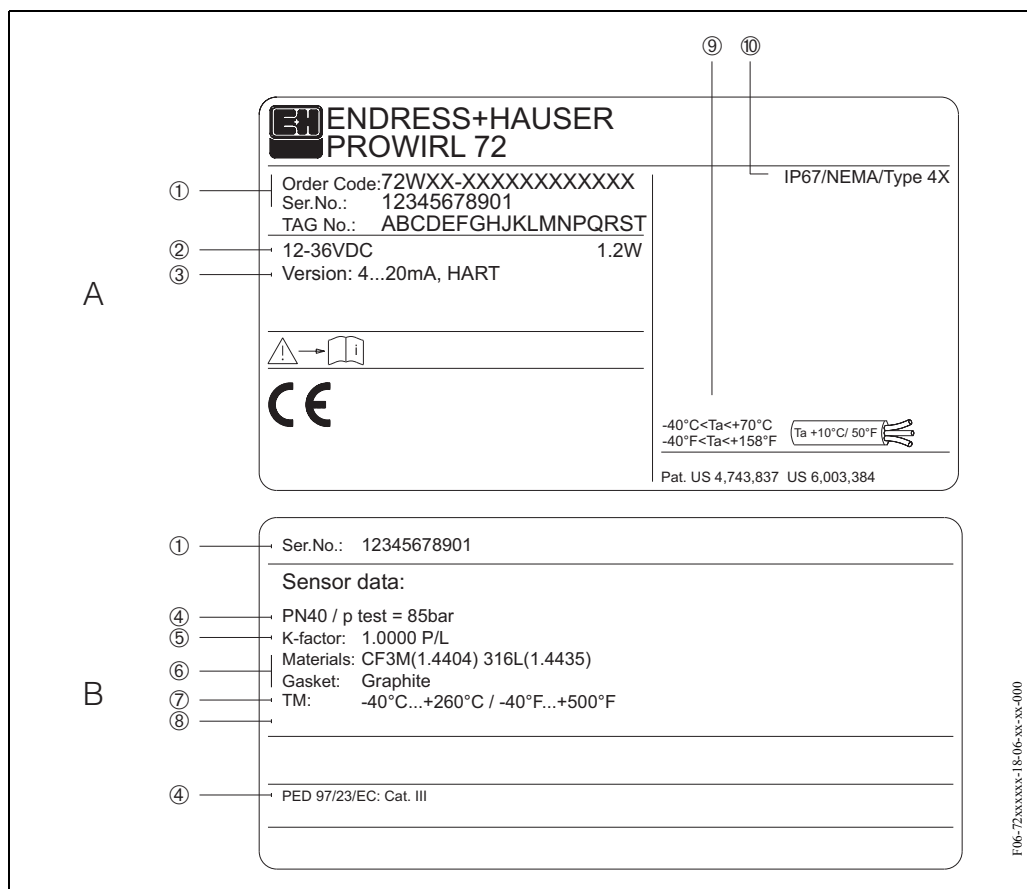 ⑨ ⑩
E+H ENDRESS+HAUSER
PROWIRL 72
IP67/NEMA/Type 4X
① Order Code: 72WXX-XXXXXXXXXXXX
Ser.No.: 12345678901
TAG No.: ABCDEFGHJKLMNPQRST
② 12-36VDC 1.2W
③ Version: 4...20mA, HART
A
i
CE
-40°C<Ta<+70°C
-40°F<Ta<+158°F
Ta +10°C/ 50°F
Pat. US 4,743,837 US 6,003,384
① Ser.No.: 12345678901
Sensor data:
④ PN40 / p test = 85bar
⑤ K-factor: 1.0000 P/L
⑥ Materials: CF3M(1.4404) 316L(1.4435)
Gasket: Graphite
B
⑦ TM: -40°C...+260°C / -40°F...+500°F
⑧
④ PED 97/23/EC: Cat. III
F06-72xxxxxx-18-06-xx-xx-000